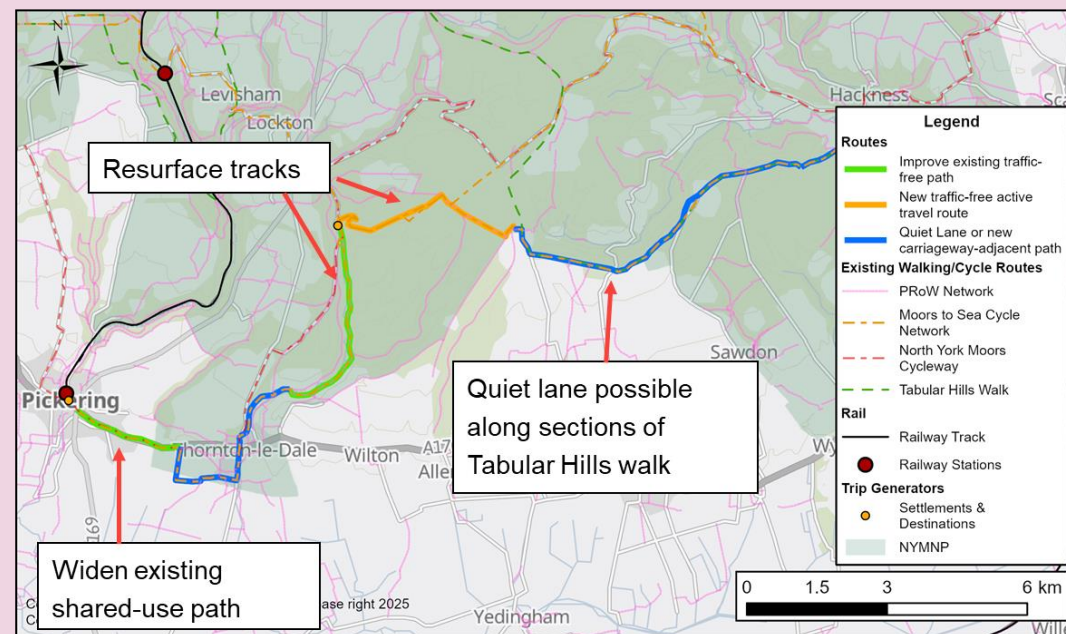 N
Levisham
Lockton
Hackness
Resurface tracks
Pickering
Thornton-le-Dale
Wilton
A17
Sawdon
Quiet lane possible
along sections of
Tabular Hills walk
169
Widen existing
shared-use path
ase right 2025
Yedingham
Legend
Routes
Improve existing traffic-
free path
New traffic-free active
travel route
Quiet Lane or new
carriageway-adjacent path
Existing Walking/Cycle Routes
PRoW Network
Moors to Sea Cycle
Network
North York Moors
Cycleway
Tabular Hills Walk
Rail
Railway Track
Railway Stations
Trip Generators
Settlements &
Destinations
NYMNP
0 1.5 3 6 km